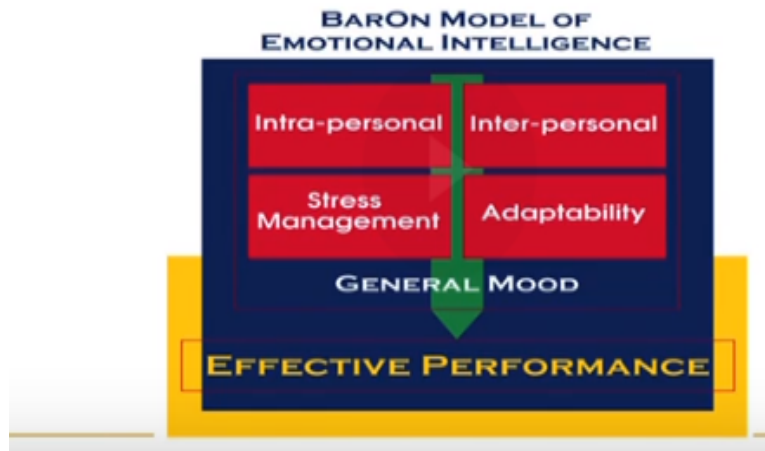 BARON MODEL OF
EMOTIONAL INTELLIGENCE
Intra-personal
Inter-personal
Stress
Management
Adaptability
GENERAL MOOD
EFFECTIVE PERFORMANCE